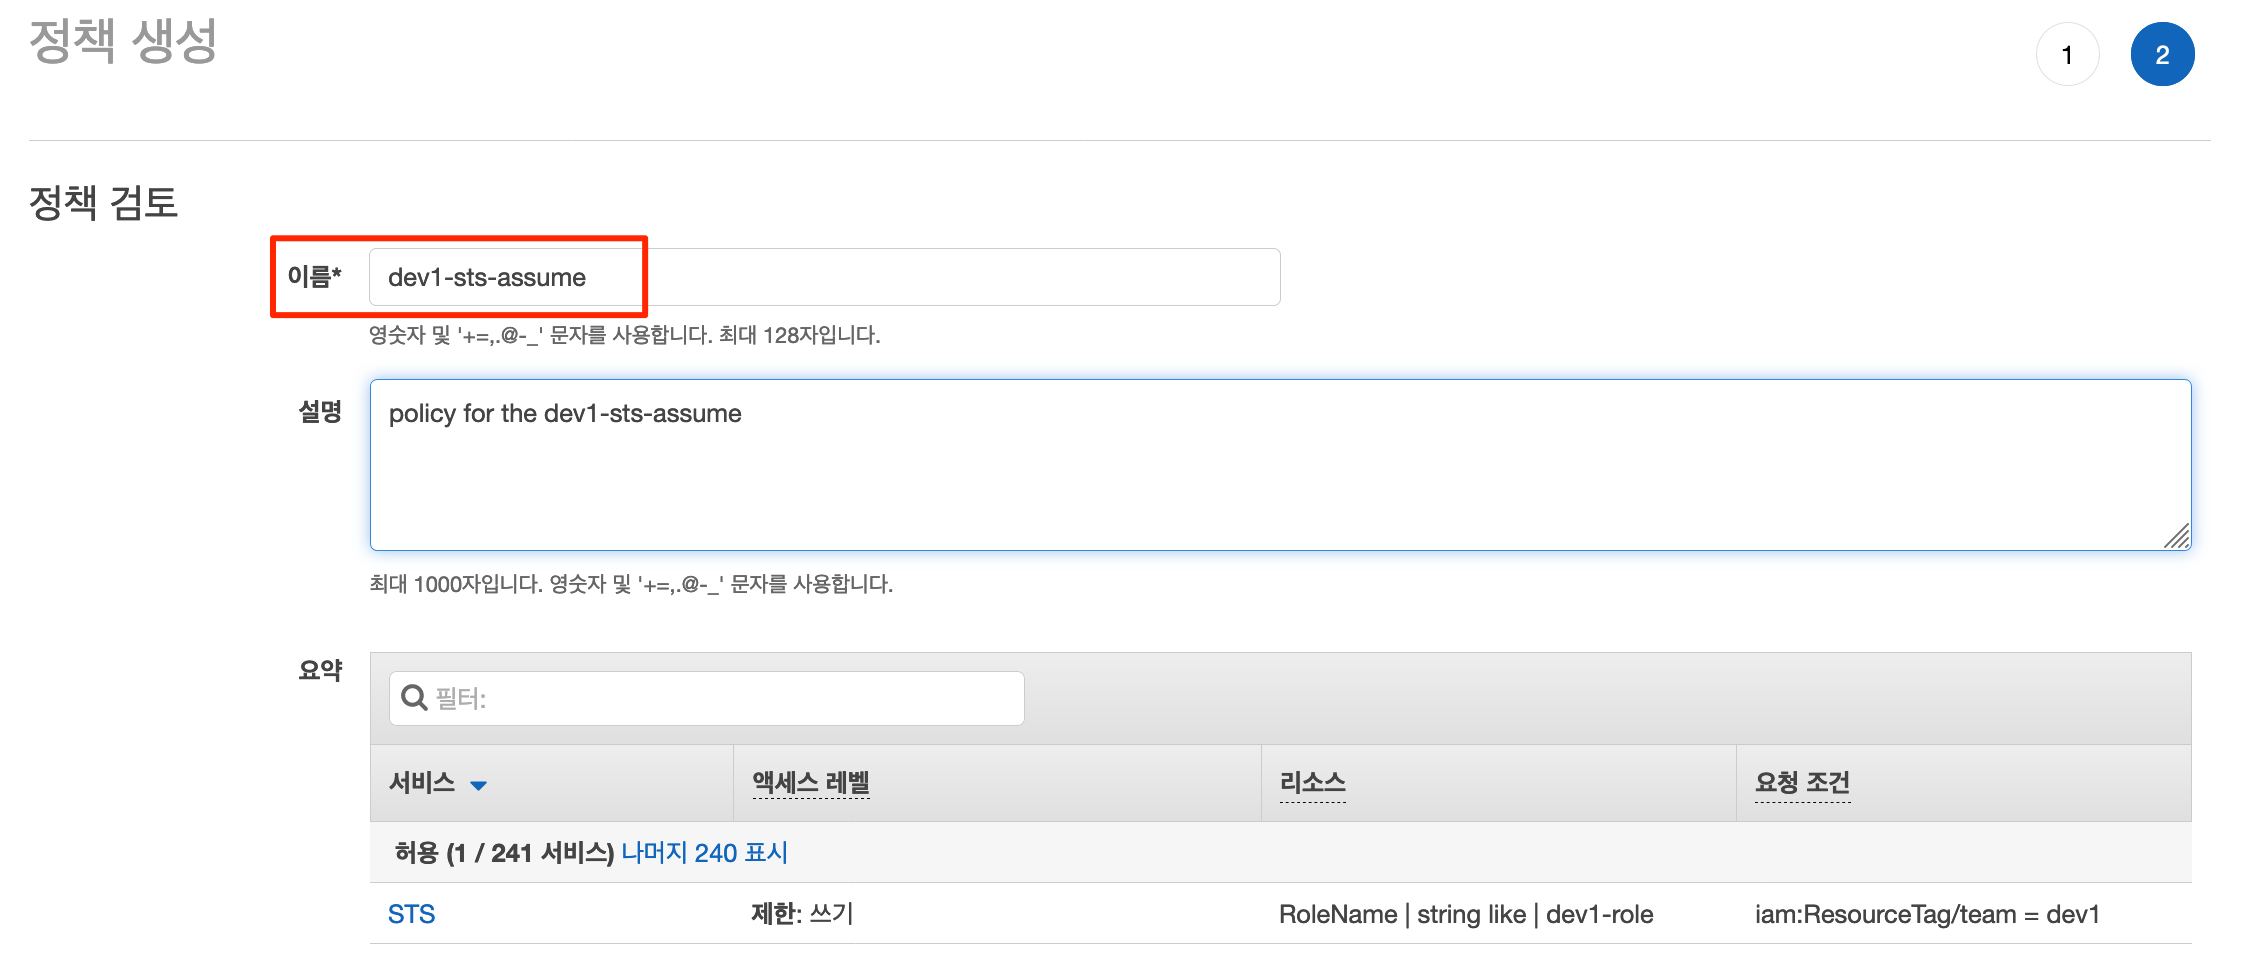 정책 생성
1
2
정책 검토
이름*
dev1-sts-assume
영숫자 및 '+=,.@-_' 문자를 사용합니다. 최대 128자입니다.
설명
policy for the dev1-sts-assume
최대 1000자입니다. 영숫자 및 '+=,.@-_' 문자를 사용합니다.
요약
필터:
서비스 액세스 레벨 리소스 요청 조건
허용 (1 / 241 서비스) 나머지 240 표시
STS 제한: 쓰기 RoleName | string like | dev1-role iam:ResourceTag/team = dev1